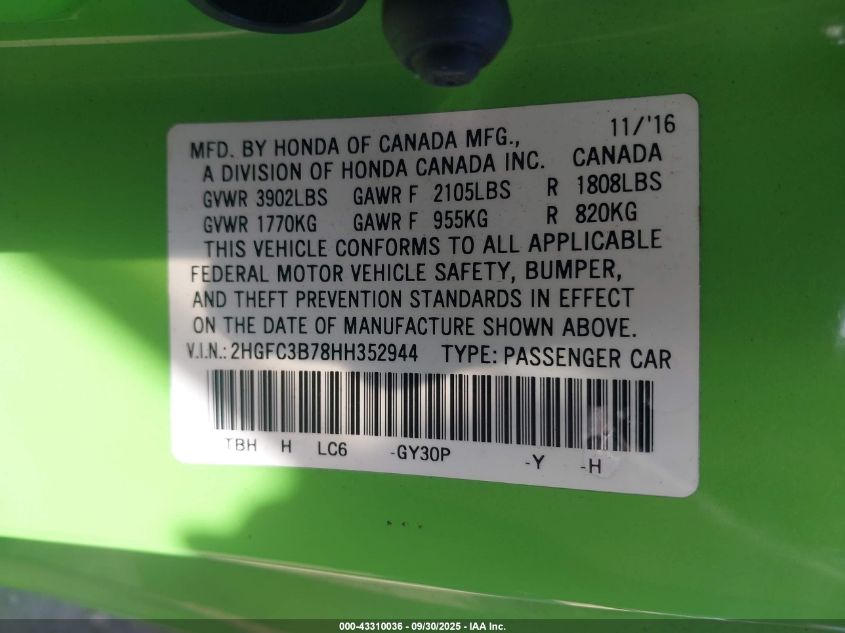 11/'16
MFD. BY HONDA OF CANADA MFG.,
A DIVISION OF HONDA CANADA INC. CANADA
GVWR 3902LBS GAWR F 2105LBS R 1808LBS
GVWR 1770KG GAWR F 955KG R 820KG
THIS VEHICLE CONFORMS TO ALL APPLICABLE
FEDERAL MOTOR VEHICLE SAFETY, BUMPER,
AND THEFT PREVENTION STANDARDS IN EFFECT
ON THE DATE OF MANUFACTURE SHOWN ABOVE.
V.I.N.: 2HGFC3B78HH352944 TYPE: PASSENGER CAR
TBH H LC6 -GY30P -Y -H
000-43310036 - 09/30/2025 - IAA Inc.